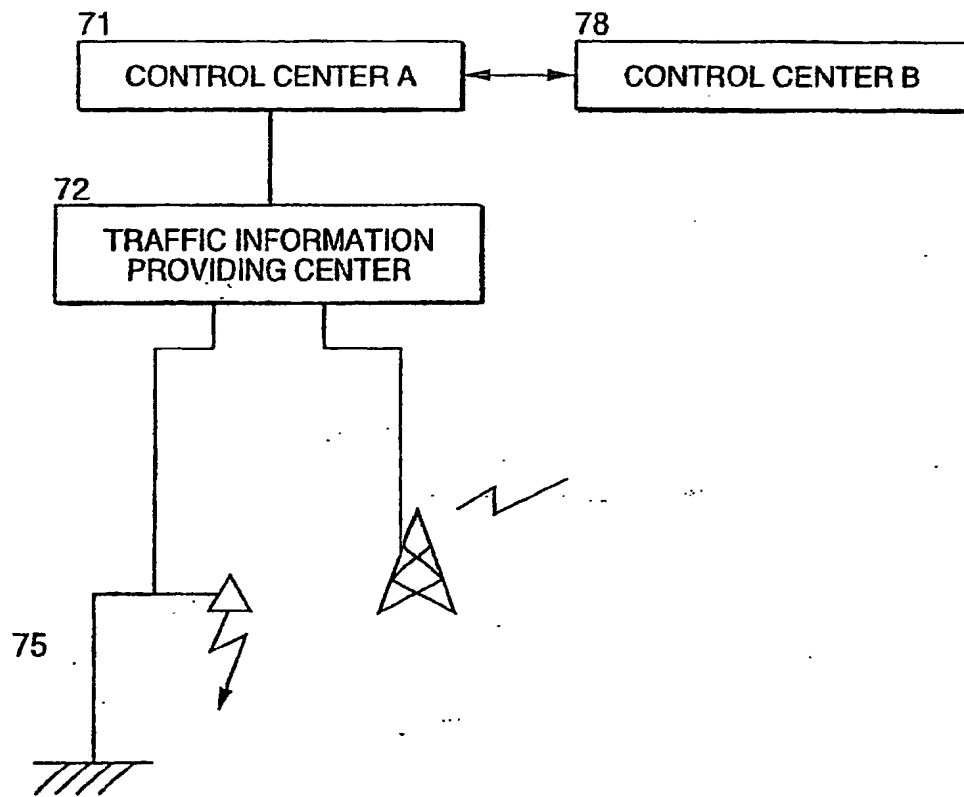 71
CONTROL CENTER A
78
CONTROL CENTER B
72
TRAFFIC INFORMATION
PROVIDING CENTER
75